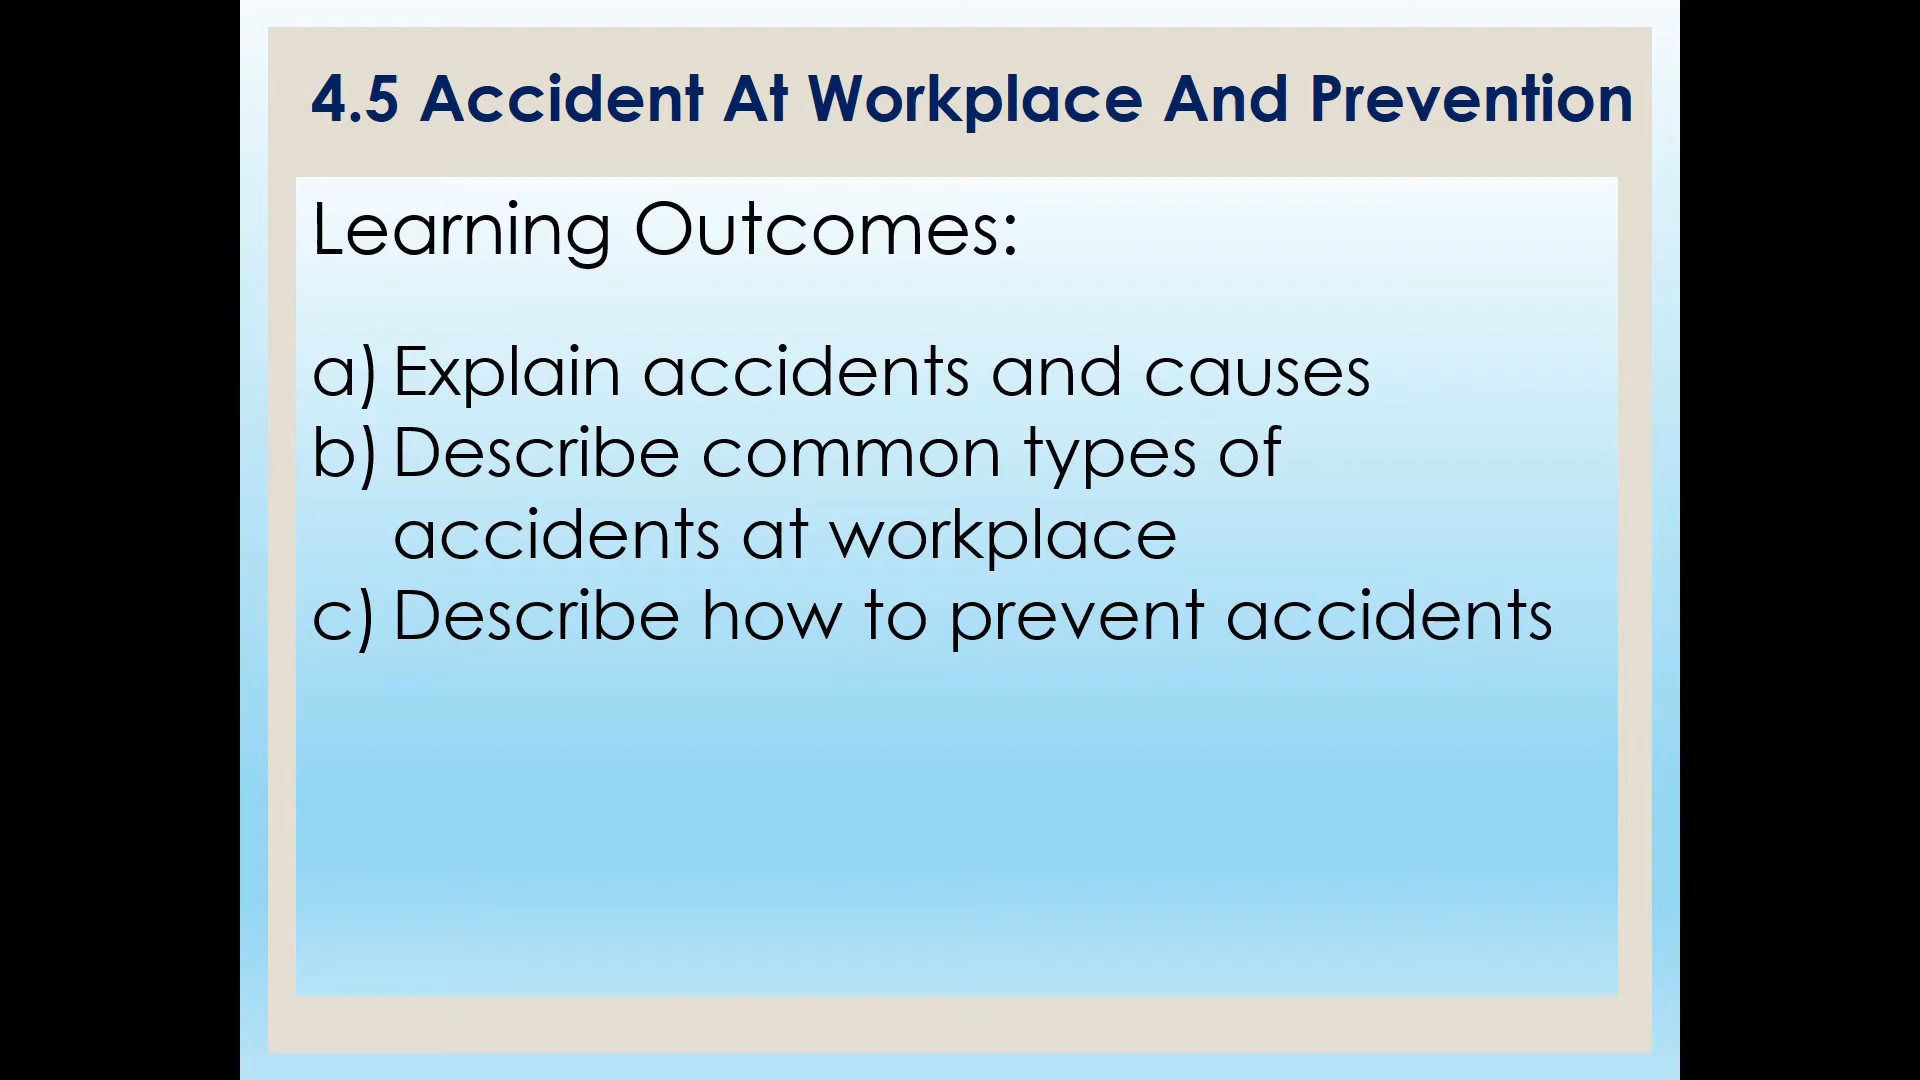 4.5 Accident At Workplace And Prevention
Learning Outcomes:
a) Explain accidents and causes
b) Describe common types of
accidents at workplace
c) Describe how to prevent accidents